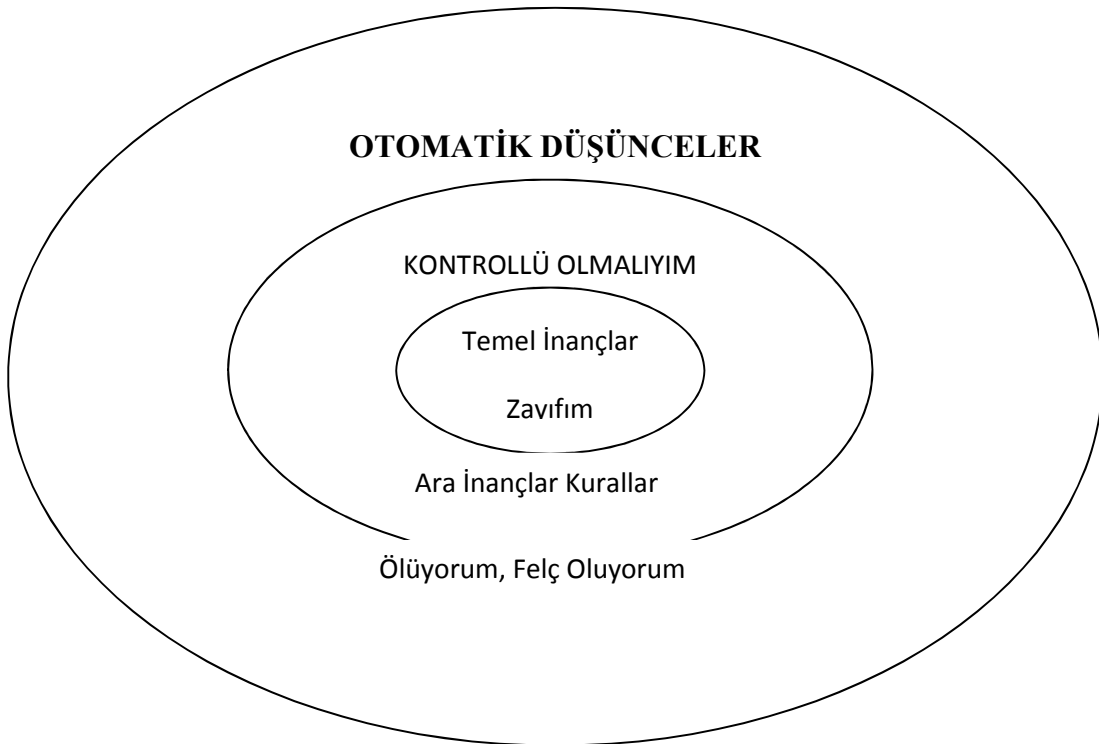 OTOMATİK DÜŞÜNCELER
KONTROLLÜ OLMALIYIM
Temel İnançlar
Zayıfım
Ara İnançlar Kurallar
Ölüyorum, Felç Oluyorum